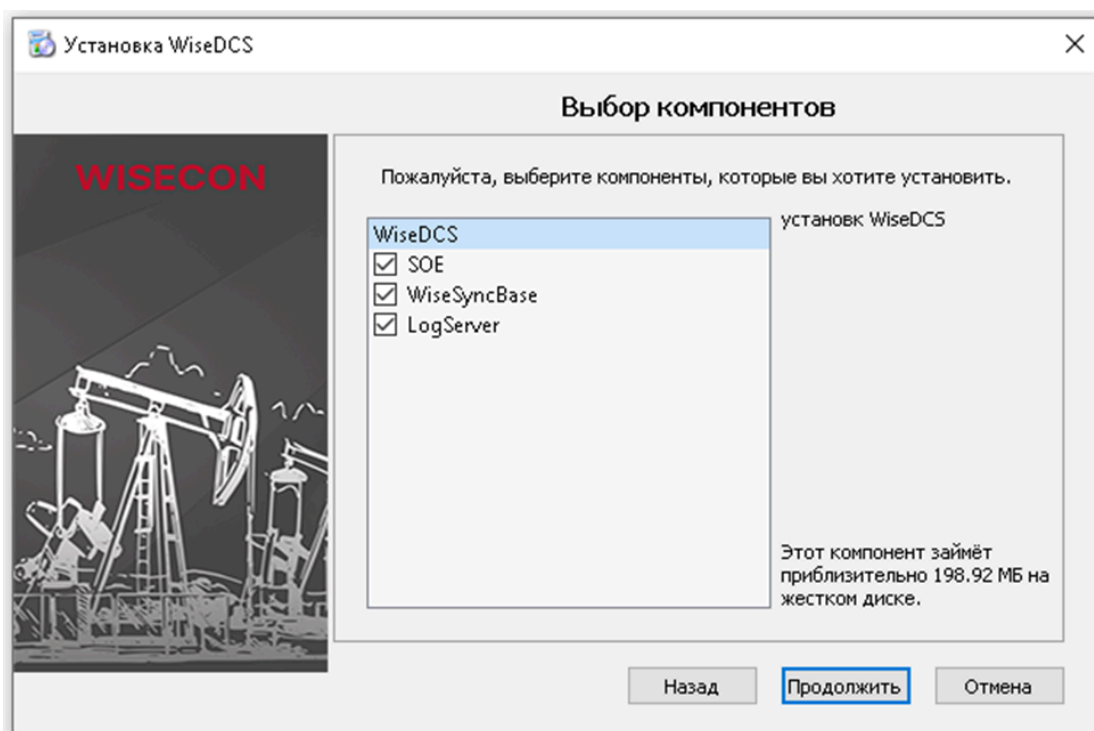 Установка WiseDCS
Выбор компонентов
WISECON
Пожалуйста, выберите компоненты, которые вы хотите установить.
WiseDCS
SOE
WiseSyncBase
LogServer
установк WiseDCS
Этот компонент займёт
приблизительно 198.92 МБ на
жестком диске.
Назад
Продолжить
Отмена